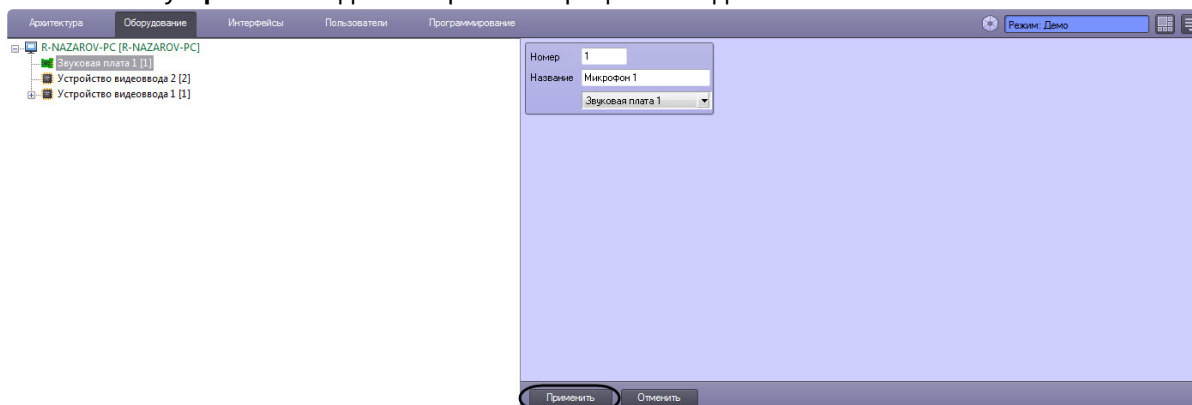 Архитектура Оборудование Интерфейсы Пользователи Программирование Режим: Демо
R-NAZAROV-PC [R-NAZAROV-PC]
Звуковая плата 1 [1]
Устройство видеоввода 2 [2]
Устройство видеоввода 1 [1]
Номер 1
Название Микрофон 1
Звуковая плата 1
Применить Отменить